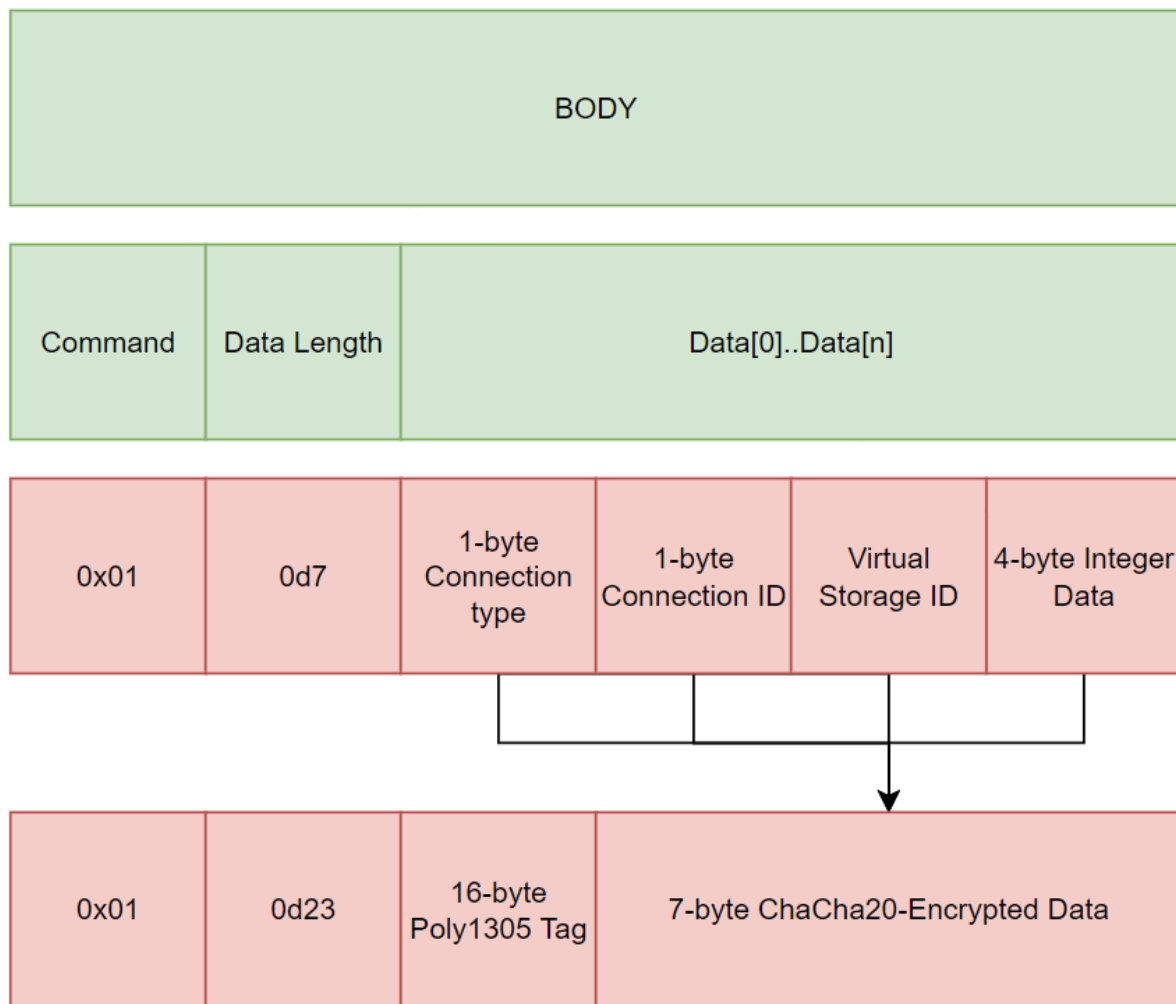 BODY
Command
Data Length
Data[0]..Data[n]
0x01
0d7
1-byte
Connection
type
1-byte
Connection ID
Virtual
Storage ID
4-byte Integer
Data
0x01
0d23
16-byte
Poly1305 Tag
7-byte ChaCha20-Encrypted Data